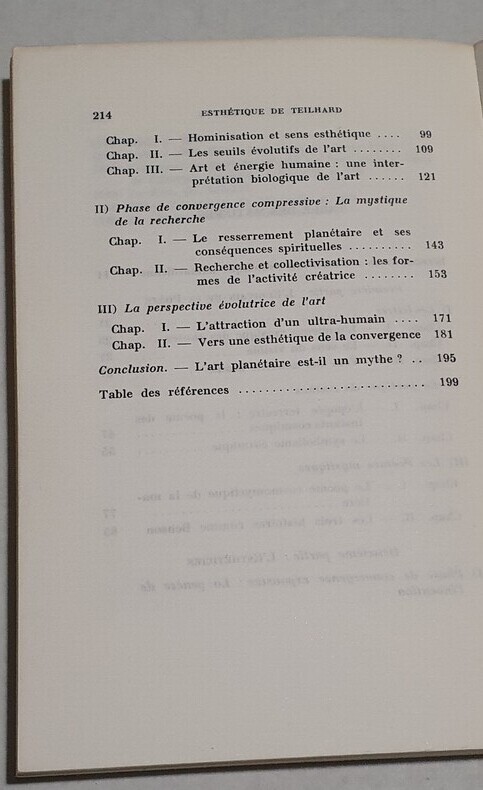 214 ESTHÉTIQUE DE TEILHARD
Chap. I. — Hominisation et sens esthétique .... 99
Chap. II. — Les seuils évolutifs de l'art ........ 109
Chap. III. — Art et énergie humaine : une inter-
prétation biologique de l'art ...... 121
II) Phase de convergence compressive : La mystique
de la recherche
Chap. I. — Le resserrement planétaire et ses
conséquences spirituelles .......... 143
Chap. II. — Recherche et collectivisation : les for-
mes de l'activité créatrice ........ 153
III) La perspective évolutrice de l'art
Chap. I. — L'attraction d'un ultra-humain .... 171
Chap. II. — Vers une esthétique de la convergence 181
Conclusion. — L'art planétaire est-il un mythe ? .. 195
Table des références ........................... 199